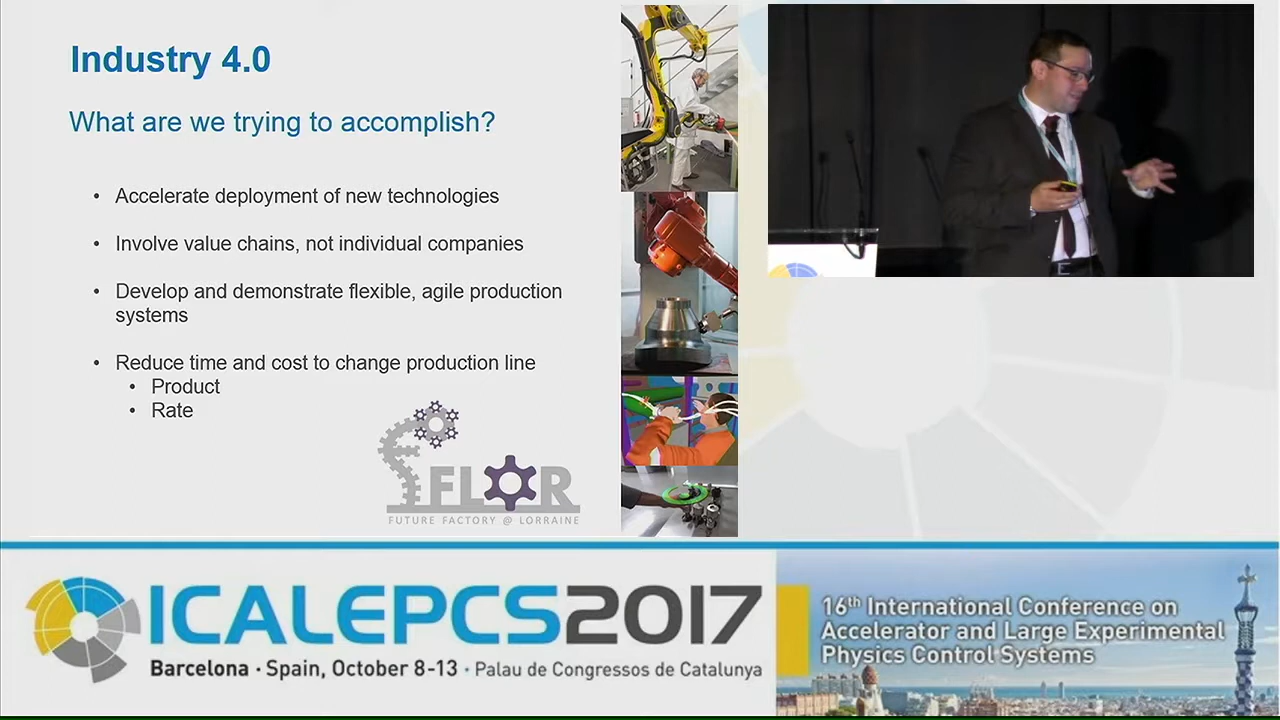 Industry 4.0
What are we trying to accomplish?
• Accelerate deployment of new technologies
• Involve value chains, not individual companies
• Develop and demonstrate flexible, agile production
systems
• Reduce time and cost to change production line
• Product
• Rate
FFLOR
FUTURE FACTORY @ LORRAINE
ICALEPCS2017
Barcelona · Spain, October 8-13 · Palau de Congressos de Catalunya
16th International Conference on
Accelerator and Large Experimental
Physics Control Systems